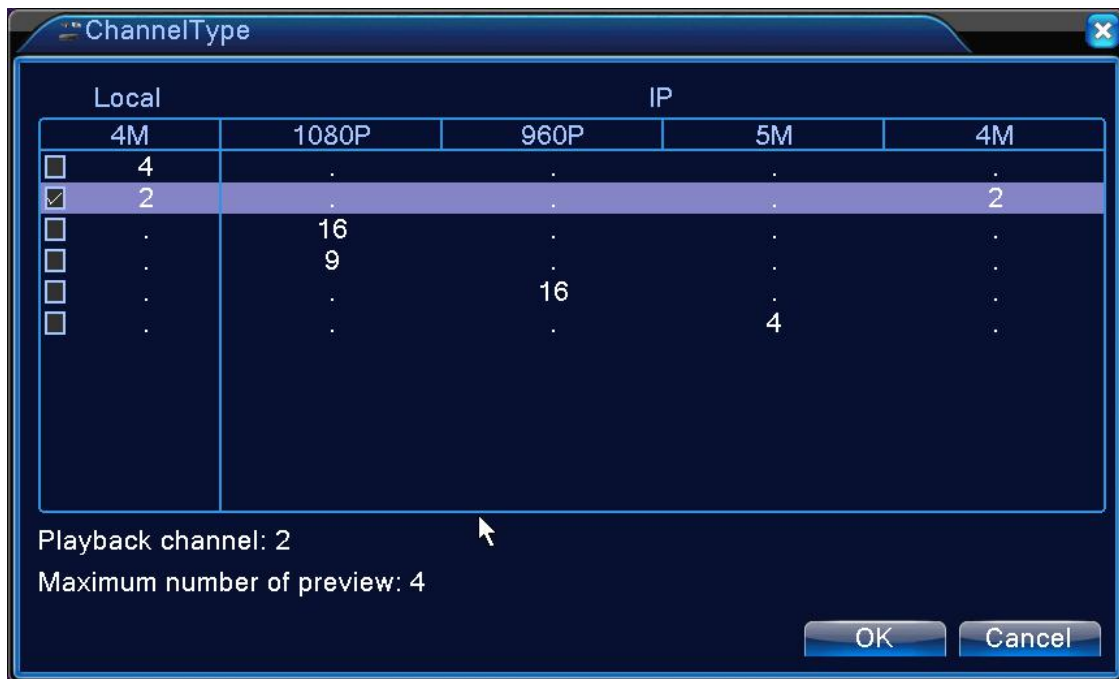 ChannelType
Local IP
4M 1080P 960P 5M 4M
4 . . . .
2 . . . 2
. 16 . . .
. 9 . . .
. . 16 . .
. . . 4 .
Playback channel: 2
Maximum number of preview: 4
OK Cancel